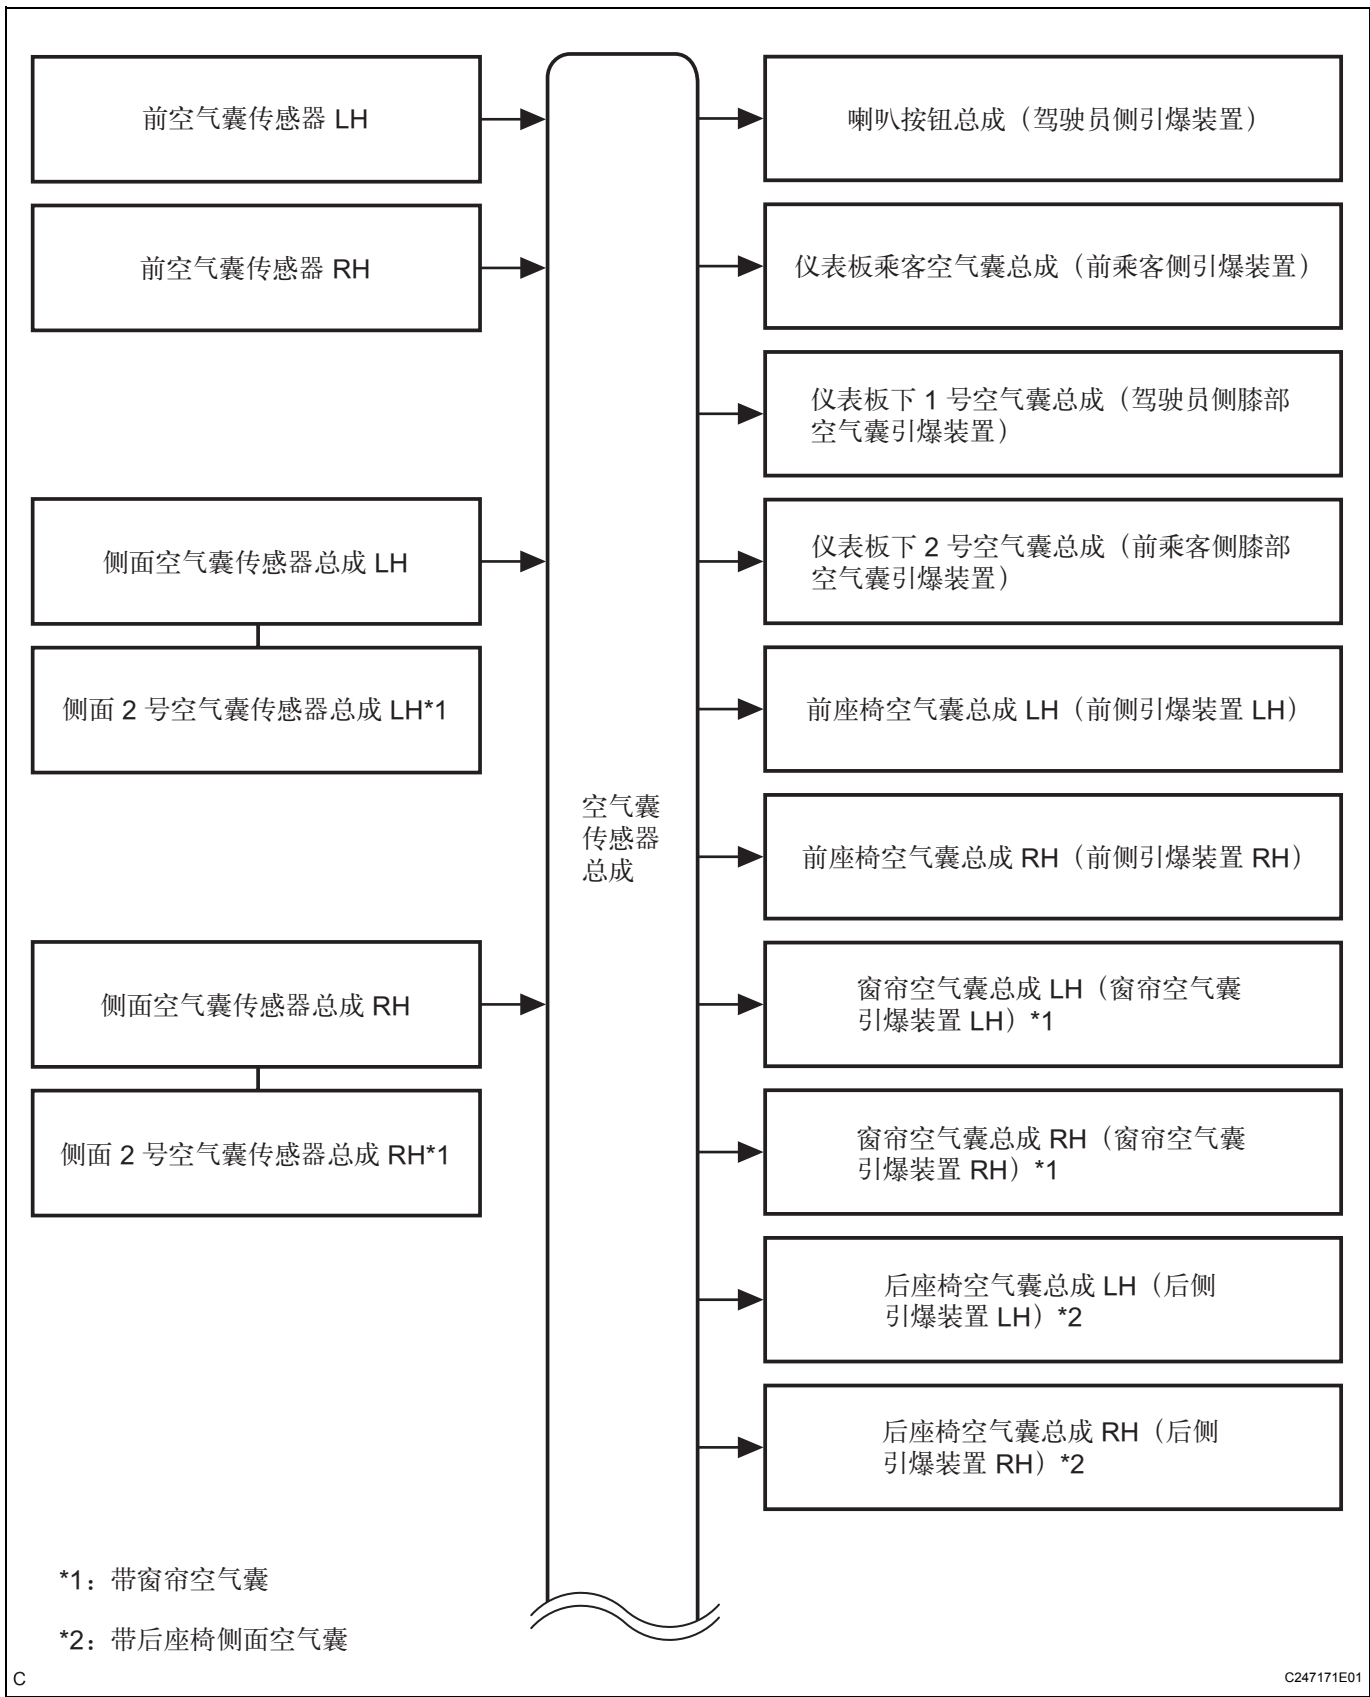 前空气囊传感器 LH
前空气囊传感器 RH
侧面空气囊传感器总成 LH
侧面 2 号空气囊传感器总成 LH*1
侧面空气囊传感器总成 RH
侧面 2 号空气囊传感器总成 RH*1
空气囊
传感器
总成
喇叭按钮总成（驾驶员侧引爆装置）
仪表板乘客空气囊总成（前乘客侧引爆装置）
仪表板下 1 号空气囊总成（驾驶员侧膝部
空气囊引爆装置）
仪表板下 2 号空气囊总成（前乘客侧膝部
空气囊引爆装置）
前座椅空气囊总成 LH（前侧引爆装置 LH）
前座椅空气囊总成 RH（前侧引爆装置 RH）
窗帘空气囊总成 LH（窗帘空气囊
引爆装置 LH）*1
窗帘空气囊总成 RH（窗帘空气囊
引爆装置 RH）*1
后座椅空气囊总成 LH（后侧
引爆装置 LH）*2
后座椅空气囊总成 RH（后侧
引爆装置 RH）*2
*1：带窗帘空气囊
*2：带后座椅侧面空气囊
C
C247171E01